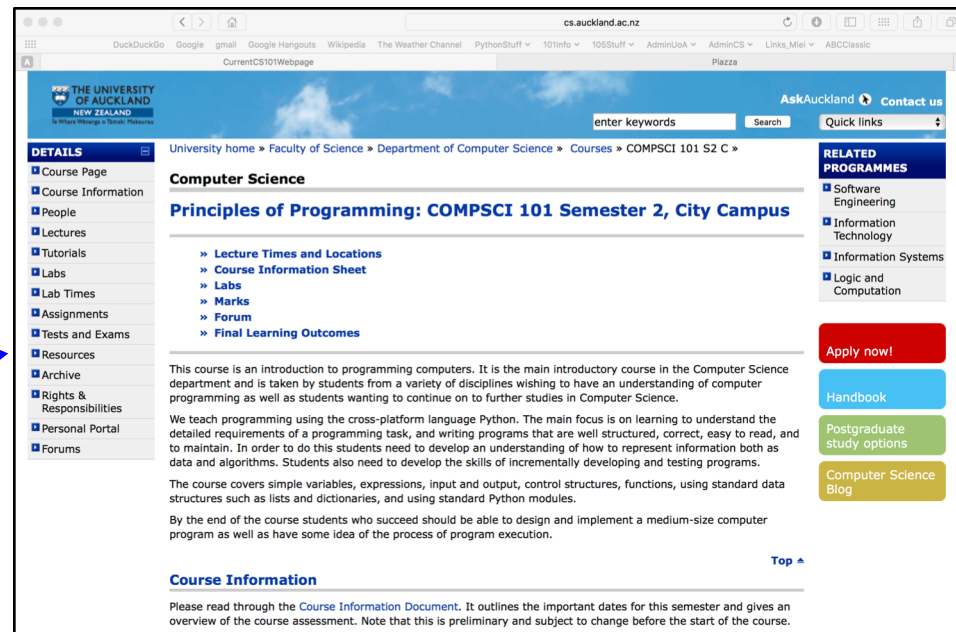 cs.auckland.ac.nz
DuckDuckGo Google gmail Google Hangouts Wikipedia The Weather Channel PythonStuff 101Info 105Stuff AdminUoA AdminCS Links_Miel ABCClassic
A CurrentCS101Webpage Piazza
THE UNIVERSITY
OF AUCKLAND
NEW ZEALAND
Te Whare Wānanga o Tāmaki Makaurau
AskAuckland Contact us
enter keywords Search Quick links
DETAILS
Course Page
Course Information
People
Lectures
Tutorials
Labs
Lab Times
Assignments
Tests and Exams
Resources
Archive
Rights &
Responsibilities
Personal Portal
Forums
University home » Faculty of Science » Department of Computer Science » Courses » COMPSCI 101 S2 C »
Computer Science
Principles of Programming: COMPSCI 101 Semester 2, City Campus
» Lecture Times and Locations
» Course Information Sheet
» Labs
» Marks
» Forum
» Final Learning Outcomes
This course is an introduction to programming computers. It is the main introductory course in the Computer Science
department and is taken by students from a variety of disciplines wishing to have an understanding of computer
programming as well as students wanting to continue on to further studies in Computer Science.
We teach programming using the cross-platform language Python. The main focus is on learning to understand the
detailed requirements of a programming task, and writing programs that are well structured, correct, easy to read, and
to maintain. In order to do this students need to develop an understanding of how to represent information both as
data and algorithms. Students also need to develop the skills of incrementally developing and testing programs.
The course covers simple variables, expressions, input and output, control structures, functions, using standard data
structures such as lists and dictionaries, and using standard Python modules.
By the end of the course students who succeed should be able to design and implement a medium-size computer
program as well as have some idea of the process of program execution.
Top
Course Information
Please read through the Course Information Document. It outlines the important dates for this semester and gives an
overview of the course assessment. Note that this is preliminary and subject to change before the start of the course.
RELATED
PROGRAMMES
Software
Engineering
Information
Technology
Information Systems
Logic and
Computation
Apply now!
Handbook
Postgraduate
study options
Computer Science
Blog